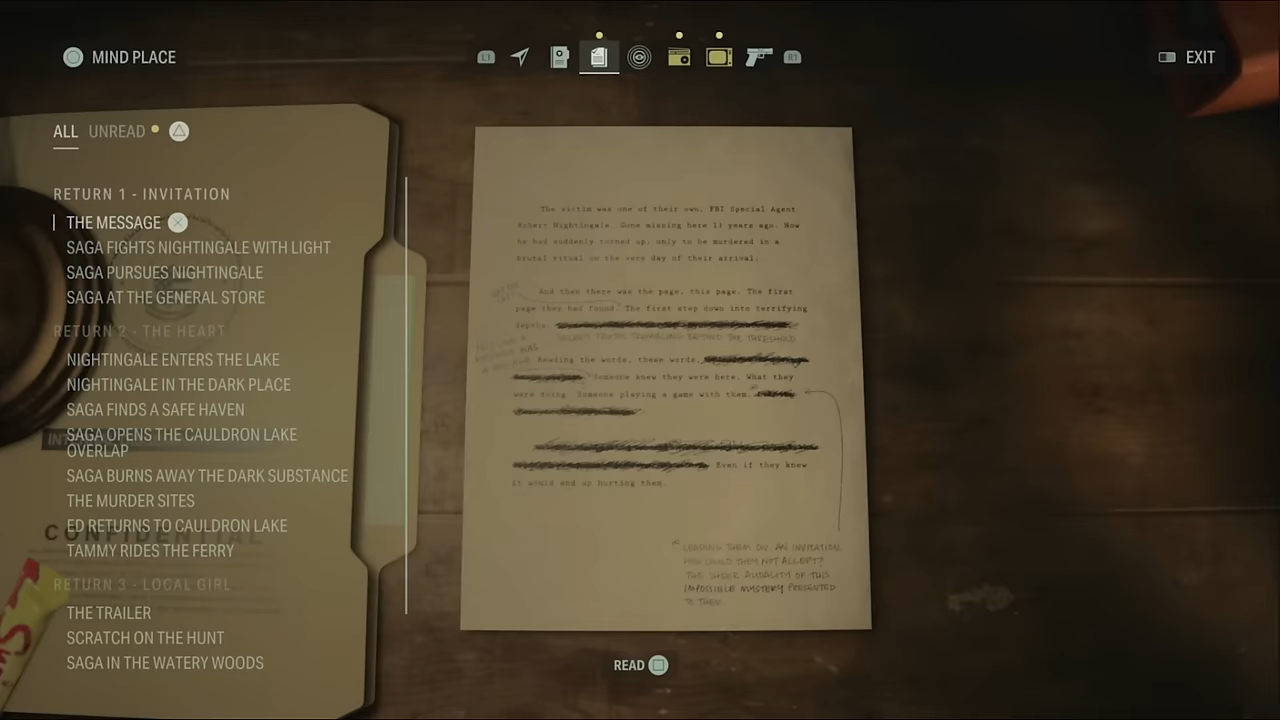 MIND PLACE
L1
R1
EXIT
ALL UNREAD
RETURN 1 - INVITATION
THE MESSAGE
SAGA FIGHTS NIGHTINGALE WITH LIGHT
SAGA PURSUES NIGHTINGALE
SAGA AT THE GENERAL STORE
RETURN 2 - THE HEART
NIGHTINGALE ENTERS THE LAKE
NIGHTINGALE IN THE DARK PLACE
SAGA FINDS A SAFE HAVEN
SAGA OPENS THE CAULDRON LAKE
OVERLAP
SAGA BURNS AWAY THE DARK SUBSTANCE
THE MURDER SITES
ED RETURNS TO CAULDRON LAKE
CONFIDENTIAL
TAMMY RIDES THE FERRY
RETURN 3 - LOCAL GIRL
THE TRAILER
SCRATCH ON THE HUNT
SAGA IN THE WATERY WOODS
The victim was one of their own, FBI Special Agent
Robert Nightingale. Gone missing here 13 years ago. Now
he had suddenly turned up, only to be murdered in a
brutal ritual on the very day of their arrival.
And then there was the page, this page. The first
page they had found. The first step down into terrifying
depths.
BEYOND THE THRESHOLD
Reading the words, these words.
Someone knew they were here. What they
were doing. Someone playing a game with them.
Even if they knew
it would end up hurting them.
LEADING THEM ON. AN INVITATION.
HOW COULD THEY NOT ACCEPT?
THE SHEER AUDACITY OF THIS
IMPOSSIBLE MYSTERY PRESENTED
TO THEM.
READ